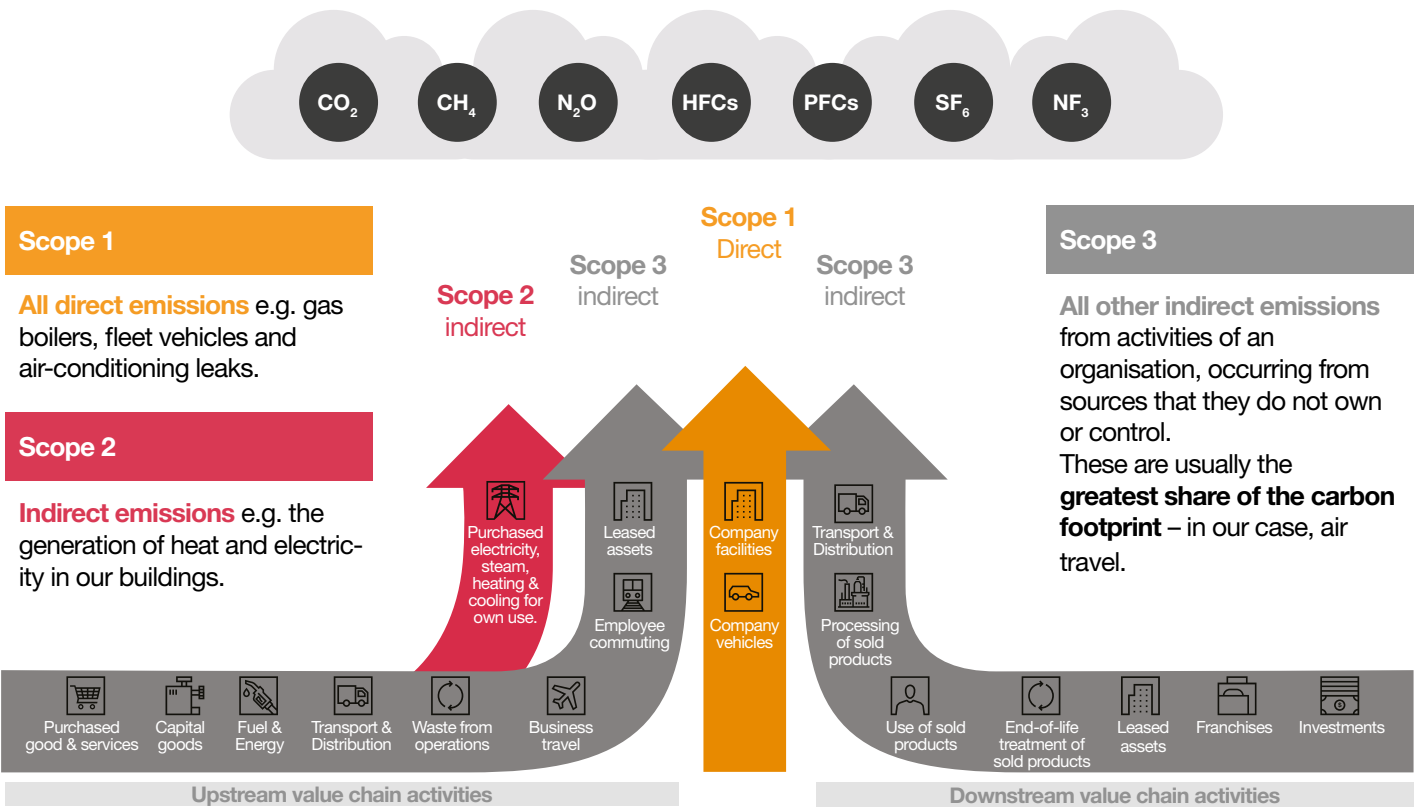 CO₂
CH₄
N₂O
HFCs
PFCs
SF₆
NF₃
Scope 1
All direct emissions e.g. gas
boilers, fleet vehicles and
air-conditioning leaks.
Scope 2
Indirect emissions e.g. the
generation of heat and electric-
ity in our buildings.
Scope 2
indirect
Scope 3
indirect
Scope 1
Direct
Scope 3
indirect
Scope 3
All other indirect emissions
from activities of an
organisation, occurring from
sources that they do not own
or control.
These are usually the
greatest share of the carbon
footprint – in our case, air
travel.
Purchased
electricity,
steam,
heating &
cooling for
own use.
Leased
assets
Employee
commuting
Company
facilities
Company
vehicles
Transport &
Distribution
Processing
of sold
products
Purchased
good & services
Capital
goods
Fuel &
Energy
Transport &
Distribution
Waste from
operations
Business
travel
Use of sold
products
End-of-life
treatment of
sold products
Leased
assets
Franchises
Investments
Upstream value chain activities
Downstream value chain activities